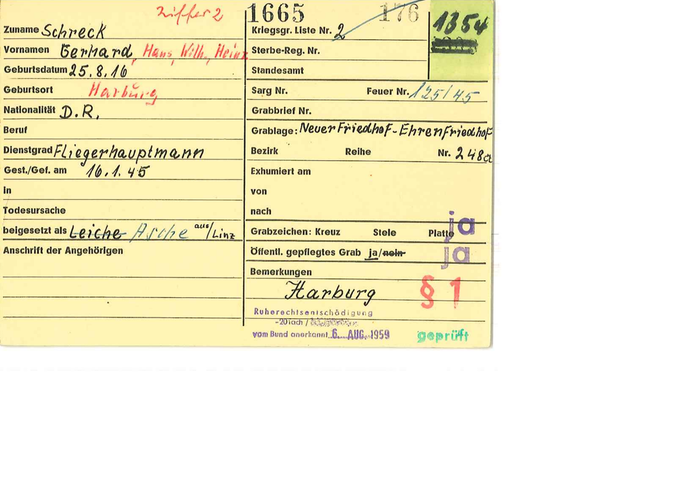 Ziffer 2
Zuname Schreck
Vornamen Gerhard, Hans, Wilh., Heinz
Geburtsdatum 25.8.16
Geburtsort Harburg
Nationalität D.R.
Beruf
Dienstgrad Fliegerhauptmann
Gest./Gef. am 16.1.45
in
Todesursache
beigesetzt als Leiche Asche aus/Linz
Anschrift der Angehörigen
1665 176 1354
Kriegsgr. Liste Nr. 2
Sterbe-Reg. Nr.
Standesamt
Sarg Nr. Feuer Nr. 125/45
Grabbrief Nr.
Grablage: Neuer Friedhof-Ehrenfriedhof
Bezirk Reihe Nr. 248a
Exhumiert am
von
nach
Grabzeichen: Kreuz Stele Platte ja
Öffentl. gepflegtes Grab ja/nein ja
Bemerkungen
Harburg § 1
Ruherechtsentschädigung
-20fach /
vom Bund anerkannt 6. AUG. 1959 geprüft